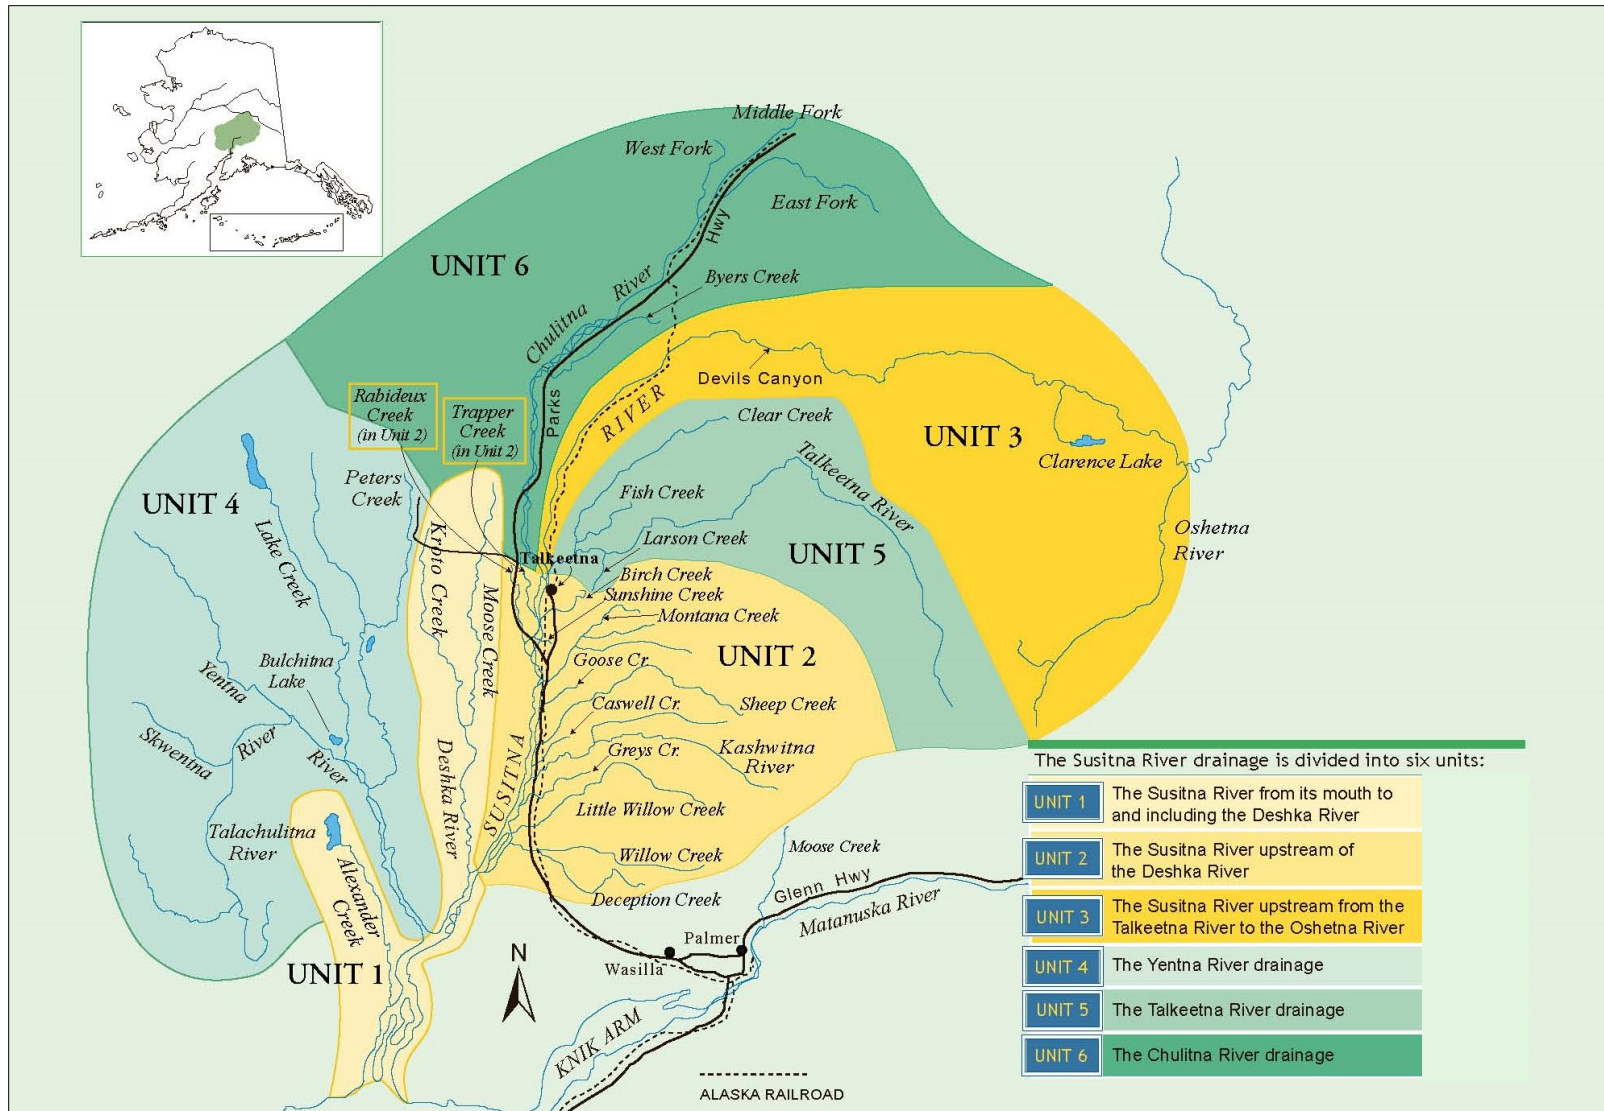 Middle Fork
West Fork
East Fork
Hwy
UNIT 6
Byers Creek
Chulitna River
Devils Canyon
Parks
RIVER
Rabideux
Creek
(in Unit 2)
Trapper
Creek
(in Unit 2)
Clear Creek
UNIT 3
Clarence Lake
Talkeetna River
Peters
Creek
UNIT 4
Fish Creek
Lake Creek
Kroto Creek
Moose Creek
Oshetna
River
Larson Creek
UNIT 5
Talkeetna
Birch Creek
Sunshine Creek
Montana Creek
UNIT 2
Goose Cr.
Bulchitna
Lake
Yentna
River
Skwentna
River
Caswell Cr.
Sheep Creek
Greys Cr.
Kashwitna
River
Deshka River
SUSITNA
Little Willow Creek
Talachulitna
River
Willow Creek
Moose Creek
Alexander
Creek
Deception Creek
Glenn Hwy
Matanuska River
UNIT 1
N
Palmer
Wasilla
KNIK ARM
ALASKA RAILROAD
The Susitna River drainage is divided into six units:
UNIT 1
The Susitna River from its mouth to
and including the Deshka River
UNIT 2
The Susitna River upstream of
the Deshka River
UNIT 3
The Susitna River upstream from the
Talkeetna River to the Oshetna River
UNIT 4
The Yentna River drainage
UNIT 5
The Talkeetna River drainage
UNIT 6
The Chulitna River drainage